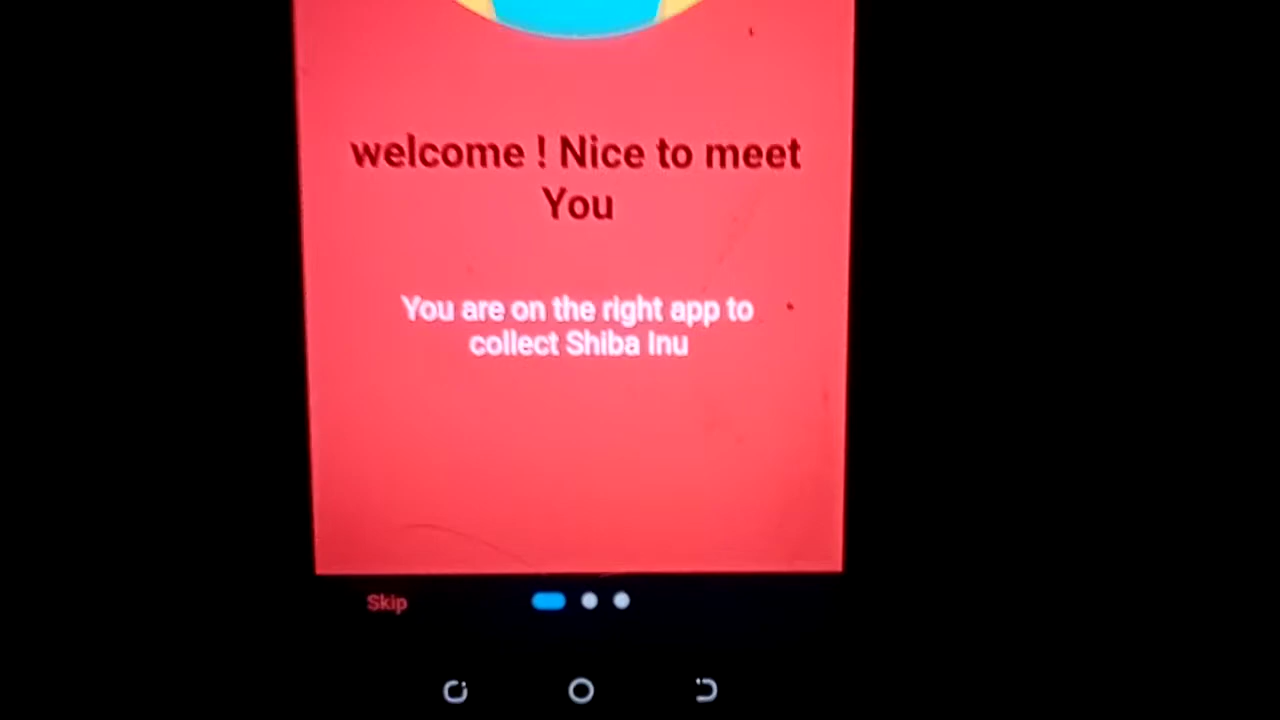 welcome ! Nice to meet
You
You are on the right app to
collect Shiba Inu
Skip